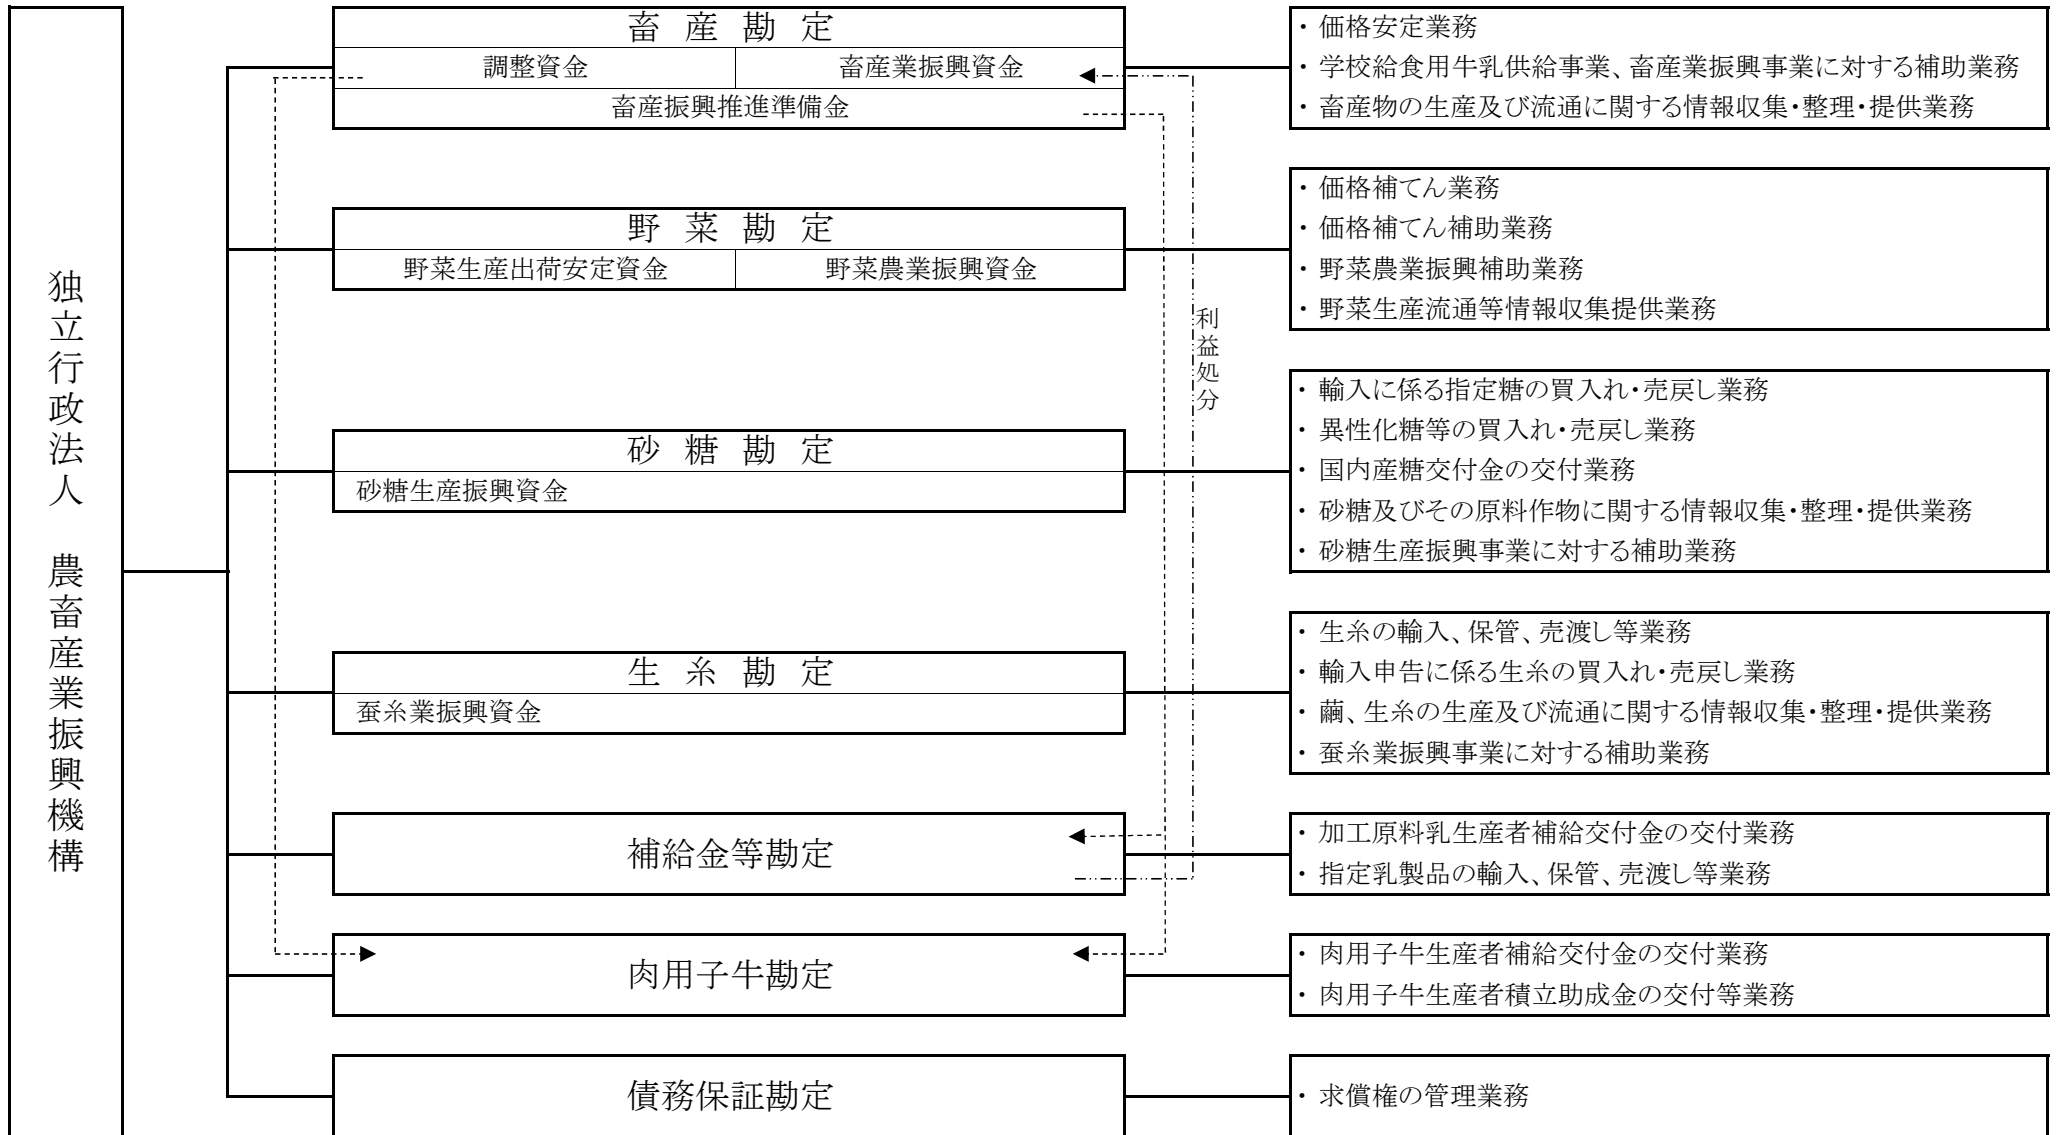 独立行政法人　農畜産業振興機構
畜産勘定
調整資金
畜産業振興資金
畜産振興推進準備金
・ 価格安定業務
・ 学校給食用牛乳供給事業、畜産業振興事業に対する補助業務
・ 畜産物の生産及び流通に関する情報収集・整理・提供業務
野菜勘定
野菜生産出荷安定資金
野菜農業振興資金
・ 価格補てん業務
・ 価格補てん補助業務
・ 野菜農業振興補助業務
・ 野菜生産流通等情報収集提供業務
利益処分
砂糖勘定
砂糖生産振興資金
・ 輸入に係る指定糖の買入れ・売戻し業務
・ 異性化糖等の買入れ・売戻し業務
・ 国内産糖交付金の交付業務
・ 砂糖及びその原料作物に関する情報収集・整理・提供業務
・ 砂糖生産振興事業に対する補助業務
生糸勘定
蚕糸業振興資金
・ 生糸の輸入、保管、売渡し等業務
・ 輸入申告に係る生糸の買入れ・売戻し業務
・ 繭、生糸の生産及び流通に関する情報収集・整理・提供業務
・ 蚕糸業振興事業に対する補助業務
補給金等勘定
・ 加工原料乳生産者補給交付金の交付業務
・ 指定乳製品の輸入、保管、売渡し等業務
肉用子牛勘定
・ 肉用子牛生産者補給交付金の交付業務
・ 肉用子牛生産者積立助成金の交付等業務
債務保証勘定
・ 求償権の管理業務